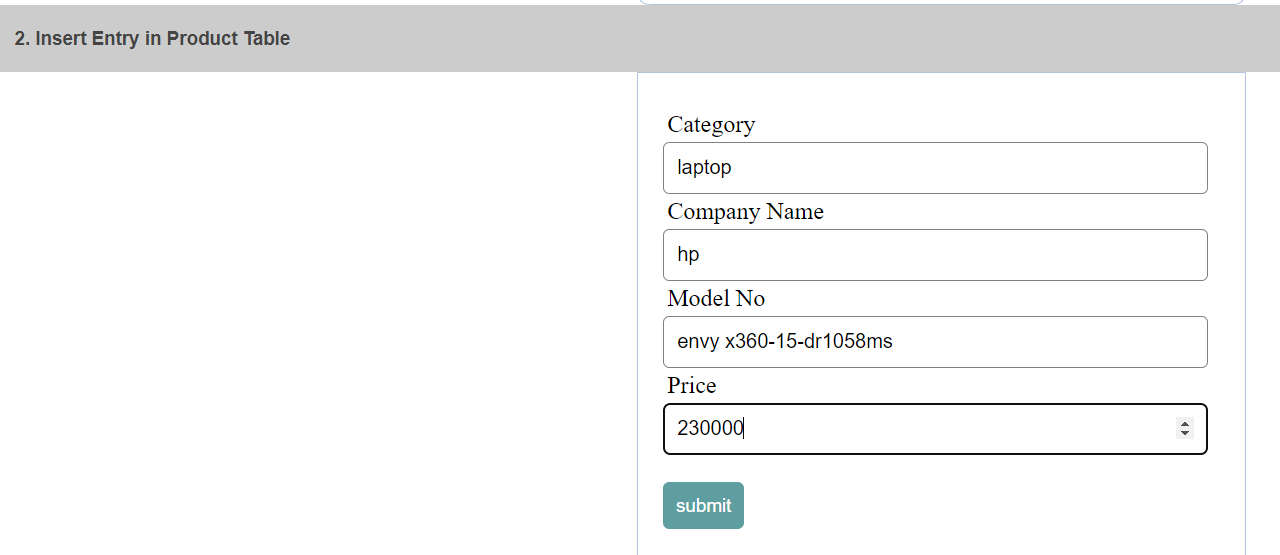 2. Insert Entry in Product Table
Category
laptop
Company Name
hp
Model No
envy x360-15-dr1058ms
Price
230000
submit